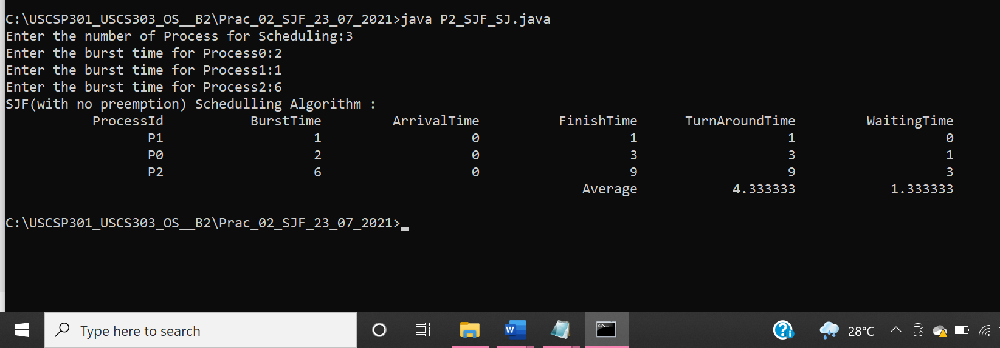 C:\USCSP301_USCS303_OS__B2\Prac_02_SJF_23_07_2021>java P2_SJF_SJ.java
Enter the number of Process for Scheduling:3
Enter the burst time for Process0:2
Enter the burst time for Process1:1
Enter the burst time for Process2:6
SJF(with no preemption) Schedulling Algorithm :
ProcessId BurstTime ArrivalTime FinishTime TurnAroundTime WaitingTime
P1 1 0 1 1 0
P0 2 0 3 3 1
P2 6 0 9 9 3
Average 4.333333 1.333333
C:\USCSP301_USCS303_OS__B2\Prac_02_SJF_23_07_2021>
Type here to search 28°C